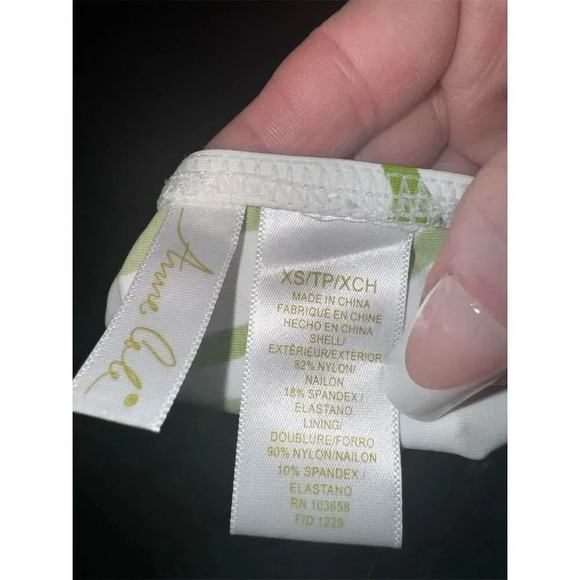 Anne Cole®
XS/TP/XCH
MADE IN CHINA
FABRIQUÉ EN CHINE
HECHO EN CHINA
SHELL/
EXTÉRIEUR/EXTERIOR
82% NYLON/
NAILON
18% SPANDEX/
ELASTANO
LINING/
DOUBLURE/FORRO
90% NYLON/NAILON
10% SPANDEX/
ELASTANO
RN 103658
FID 1229